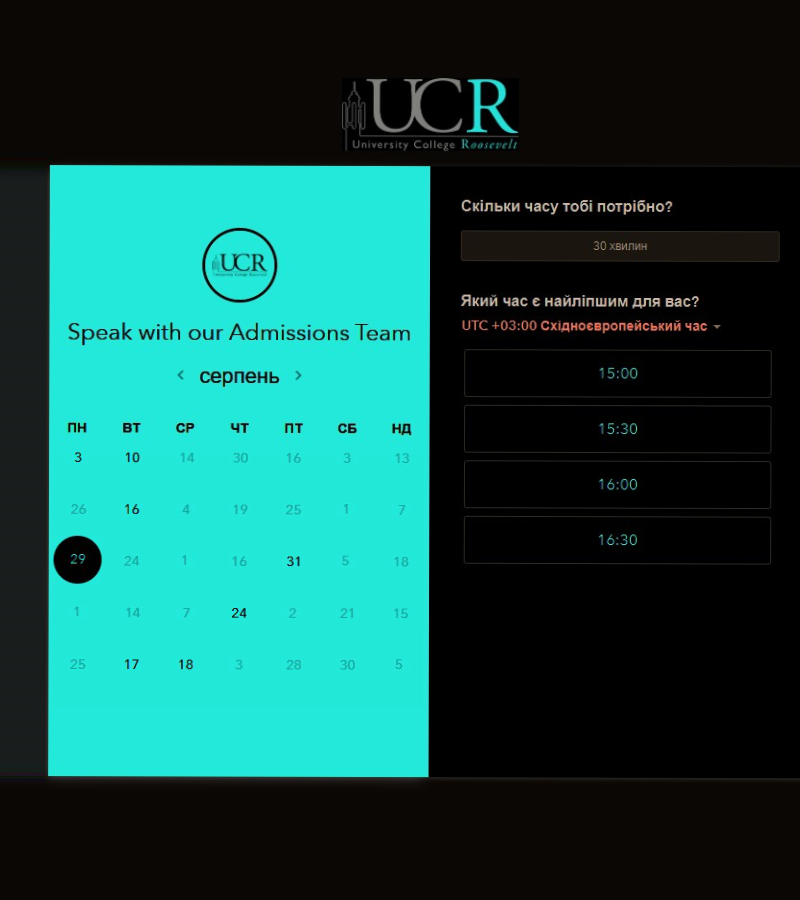 UCR
University College Roosevelt
UCR
University College Roosevelt
Speak with our Admissions Team
серпень
ПН ВТ СР ЧТ ПТ СБ НД
3 10 14 30 16 3 13
26 16 4 19 25 1 7
29 24 1 16 31 5 18
1 14 7 24 2 21 15
25 17 18 3 28 30 5
Скільки часу тобі потрібно?
30 хвилин
Який час є найліпшим для вас?
UTC +03:00 Східноєвропейський час
15:00
15:30
16:00
16:30